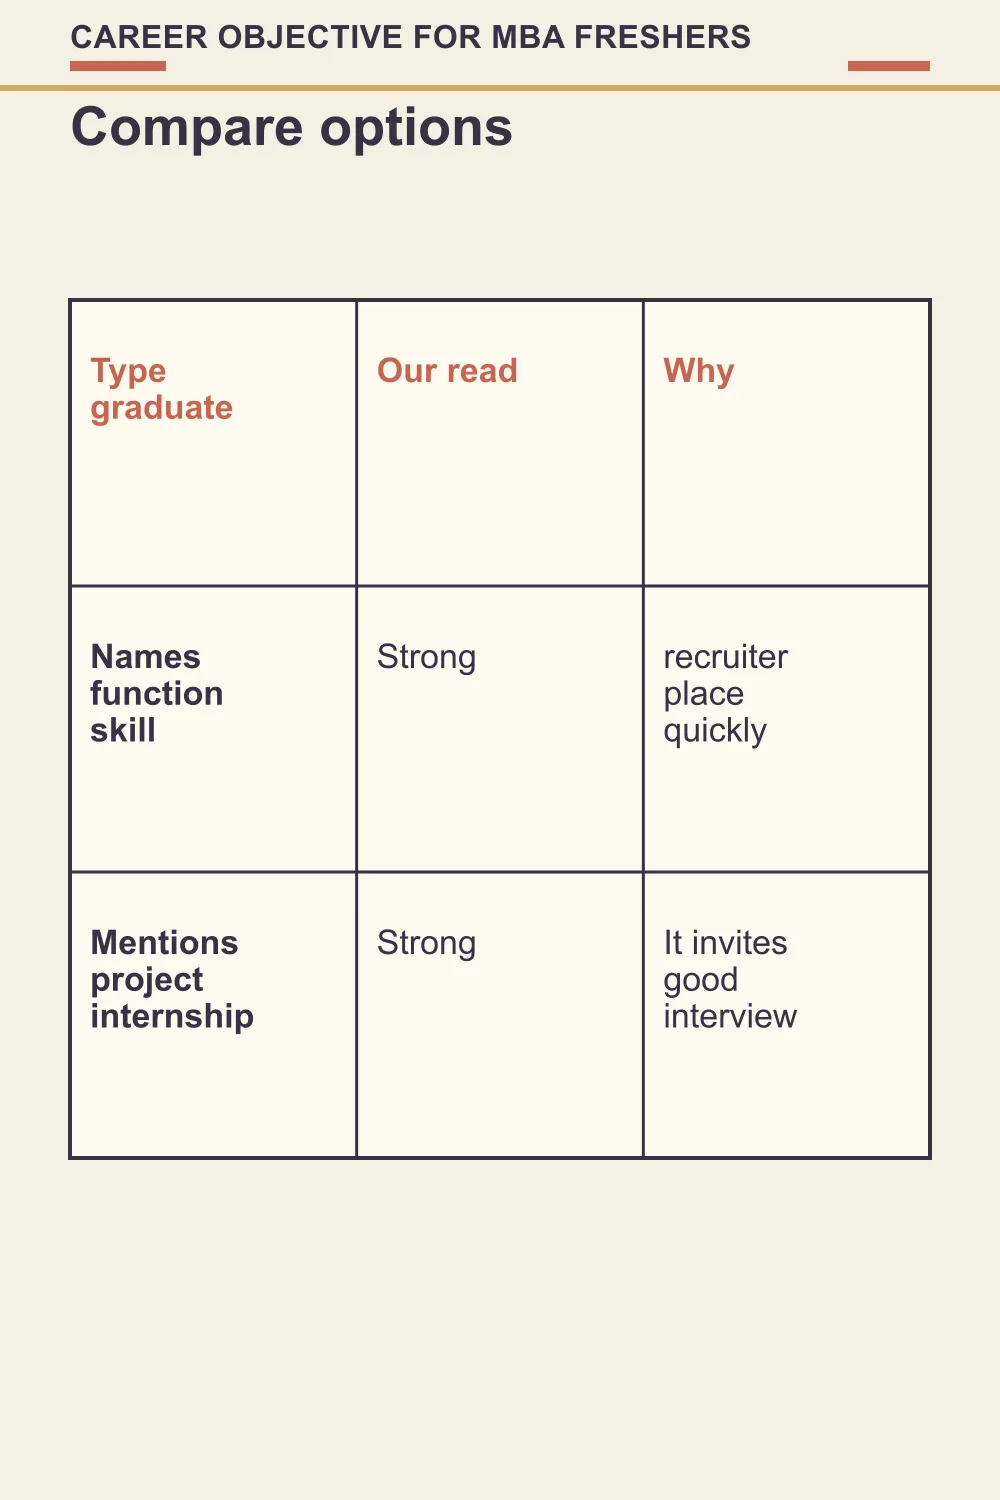 CAREER OBJECTIVE FOR MBA FRESHERS
Compare options
Type
graduate
Our read
Why
Names
function
skill
Strong
recruiter
place
quickly
Mentions
project
internship
Strong
It invites
good
interview